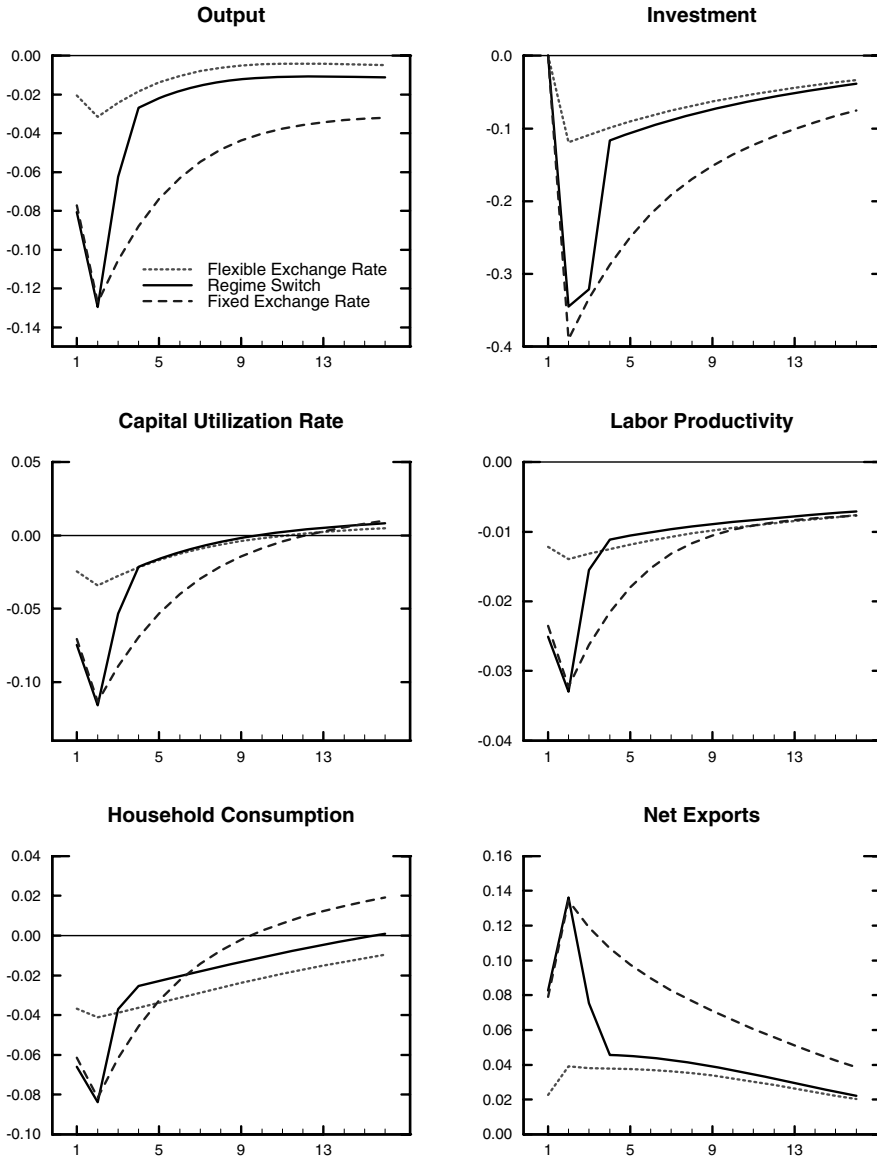 Output
0.00
-0.02
-0.04
-0.06
-0.08
-0.10
-0.12
-0.14
Flexible Exchange Rate
Regime Switch
Fixed Exchange Rate
1 5 9 13
Investment
0.0
-0.1
-0.2
-0.3
-0.4
1 5 9 13
Capital Utilization Rate
0.05
0.00
-0.05
-0.10
1 5 9 13
Labor Productivity
0.00
-0.01
-0.02
-0.03
-0.04
1 5 9 13
Household Consumption
0.04
0.02
0.00
-0.02
-0.04
-0.06
-0.08
-0.10
1 5 9 13
Net Exports
0.16
0.14
0.12
0.10
0.08
0.06
0.04
0.02
0.00
1 5 9 13